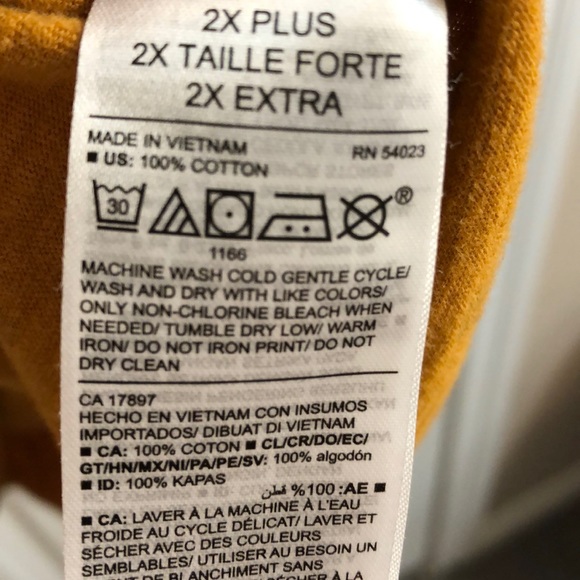 2X PLUS
2X TAILLE FORTE
2X EXTRA
MADE IN VIETNAM RN 54023
■ US: 100% COTTON
30 ®
1166
MACHINE WASH COLD GENTLE CYCLE/
WASH AND DRY WITH LIKE COLORS/
ONLY NON-CHLORINE BLEACH WHEN
NEEDED/ TUMBLE DRY LOW/ WARM
IRON/ DO NOT IRON PRINT/ DO NOT
DRY CLEAN
CA 17897
HECHO EN VIETNAM CON INSUMOS
IMPORTADOS/ DIBUAT DI VIETNAM
■ CA: 100% COTON ■ CL/CR/DO/EC/
GT/HN/MX/NI/PA/PE/SV: 100% algodón
■ ID: 100% KAPAS
■ AE: 100% قطن
■ CA: LAVER À LA MACHINE À L'EAU
FROIDE AU CYCLE DÉLICAT/ LAVER ET
SÉCHER AVEC DES COULEURS
SEMBLABLES/ UTILISER AU BESOIN UN
DE BLANCHIMENT SANS
SÉCHER À LA